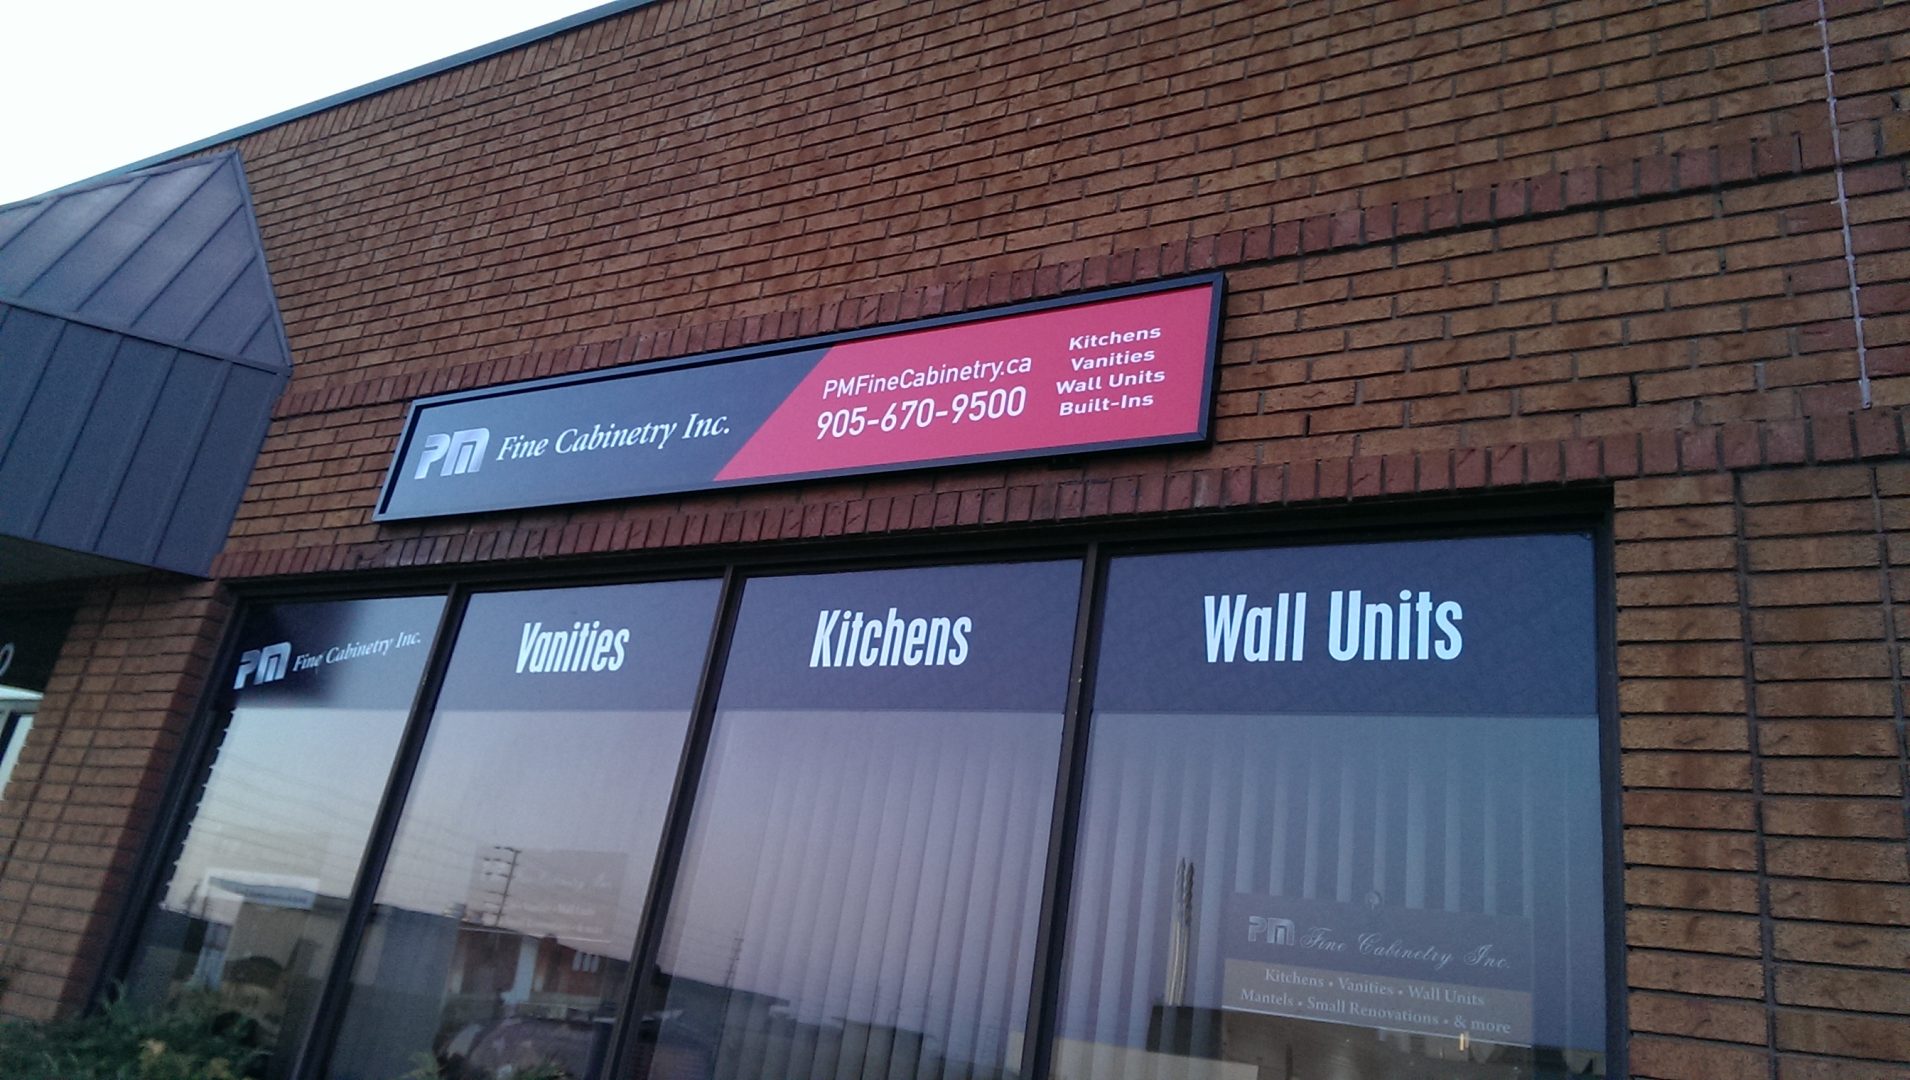 PM Fine Cabinetry Inc.
PMFineCabinetry.ca
905-670-9500
Kitchens
Vanities
Wall Units
Built-Ins
PM Fine Cabinetry Inc.
Vanities
Kitchens
Wall Units
PM Fine Cabinetry Inc.
Kitchens • Vanities • Wall Units
Mantels • Small Renovations • & more